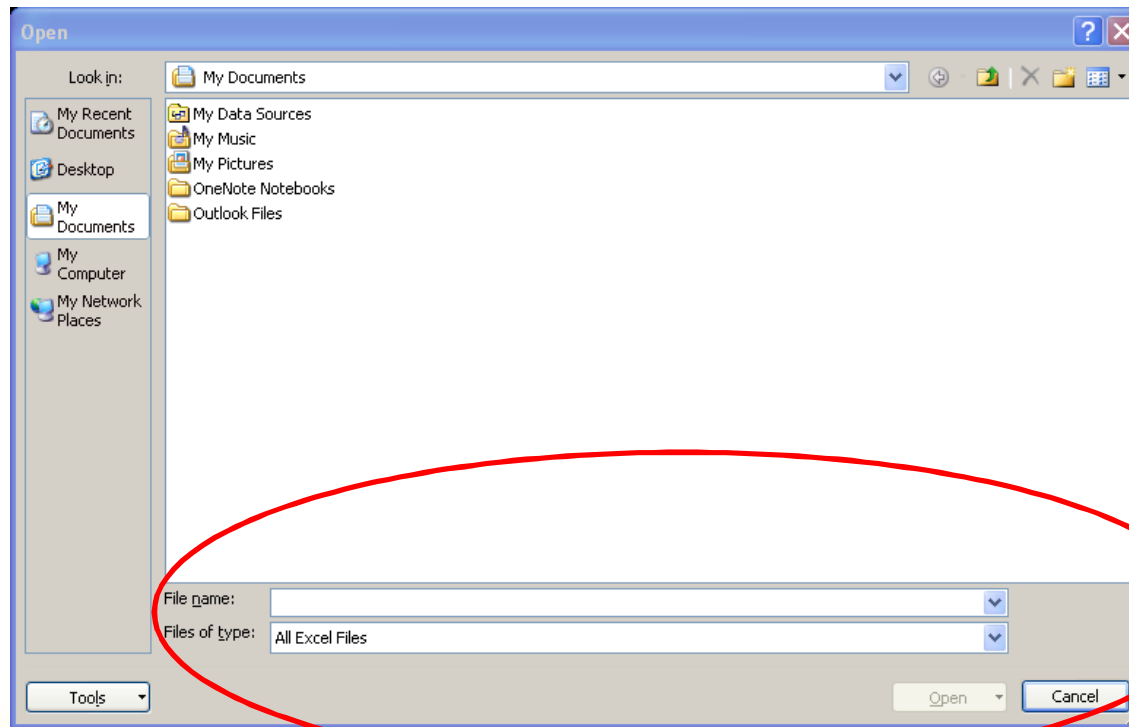 Open
Look in:
My Documents
My Recent
Documents
Desktop
My
Documents
My
Computer
My Network
Places
My Data Sources
My Music
My Pictures
OneNote Notebooks
Outlook Files
File name:
Files of type:
All Excel Files
Tools
Open
Cancel